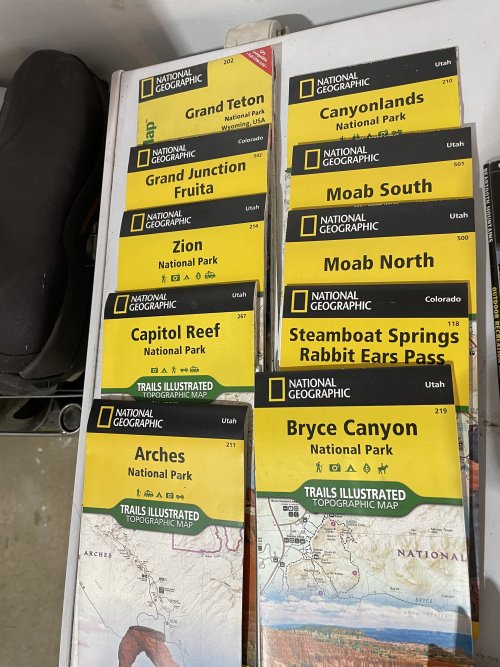 NATIONAL
GEOGRAPHIC
202
Grand Teton
National Park
Wyoming, USA
NATIONAL
GEOGRAPHIC
Colorado
502
Grand Junction
Fruita
NATIONAL
GEOGRAPHIC
Utah
214
Zion
National Park
NATIONAL
GEOGRAPHIC
Utah
267
Capitol Reef
National Park
TRAILS ILLUSTRATED
TOPOGRAPHIC MAP
NATIONAL
GEOGRAPHIC
Utah
211
Arches
National Park
TRAILS ILLUSTRATED
TOPOGRAPHIC MAP
ARCHES
NATIONAL
GEOGRAPHIC
Utah
210
Canyonlands
National Park
NATIONAL
GEOGRAPHIC
Utah
501
Moab South
NATIONAL
GEOGRAPHIC
Utah
500
Moab North
NATIONAL
GEOGRAPHIC
Colorado
118
Steamboat Springs
Rabbit Ears Pass
NATIONAL
GEOGRAPHIC
Utah
219
Bryce Canyon
National Park
TRAILS ILLUSTRATED
TOPOGRAPHIC MAP
NATIONAL
BRYCE